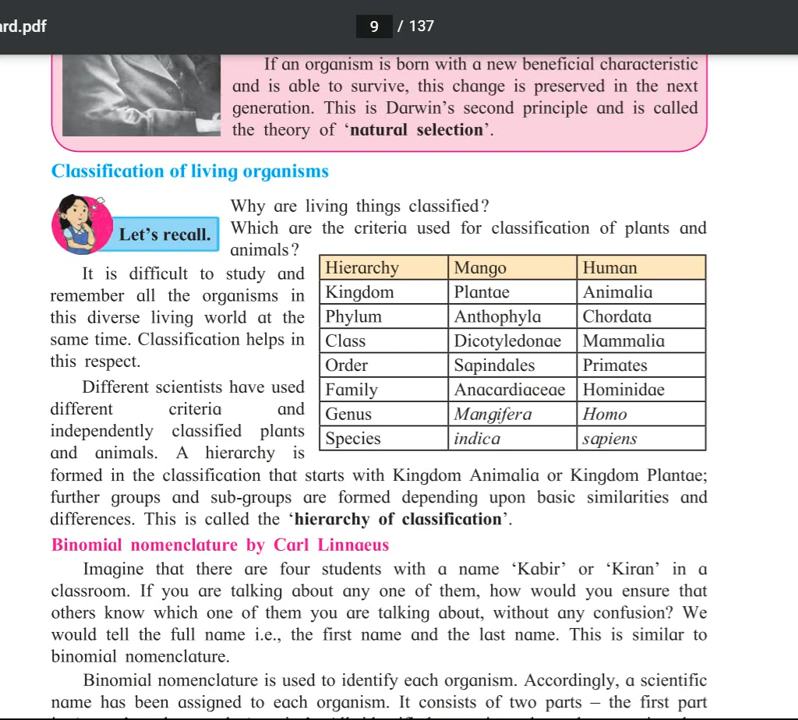 rd.pdf
9 / 137
If an organism is born with a new beneficial characteristic
and is able to survive, this change is preserved in the next
generation. This is Darwin's second principle and is called
the theory of 'natural selection'.
Classification of living organisms
Let's recall.
Why are living things classified?
Which are the criteria used for classification of plants and
animals?
It is difficult to study and
remember all the organisms in
this diverse living world at the
same time. Classification helps in
this respect.
Different scientists have used
different criteria and
independently classified plants
and animals. A hierarchy is
Hierarchy Mango Human
Kingdom Plantae Animalia
Phylum Anthophyla Chordata
Class Dicotyledonae Mammalia
Order Sapindales Primates
Family Anacardiaceae Hominidae
Genus Mangifera Homo
Species indica sapiens
formed in the classification that starts with Kingdom Animalia or Kingdom Plantae;
further groups and sub-groups are formed depending upon basic similarities and
differences. This is called the 'hierarchy of classification'.
Binomial nomenclature by Carl Linnaeus
Imagine that there are four students with a name 'Kabir' or 'Kiran' in a
classroom. If you are talking about any one of them, how would you ensure that
others know which one of them you are talking about, without any confusion? We
would tell the full name i.e., the first name and the last name. This is similar to
binomial nomenclature.
Binomial nomenclature is used to identify each organism. Accordingly, a scientific
name has been assigned to each organism. It consists of two parts – the first part